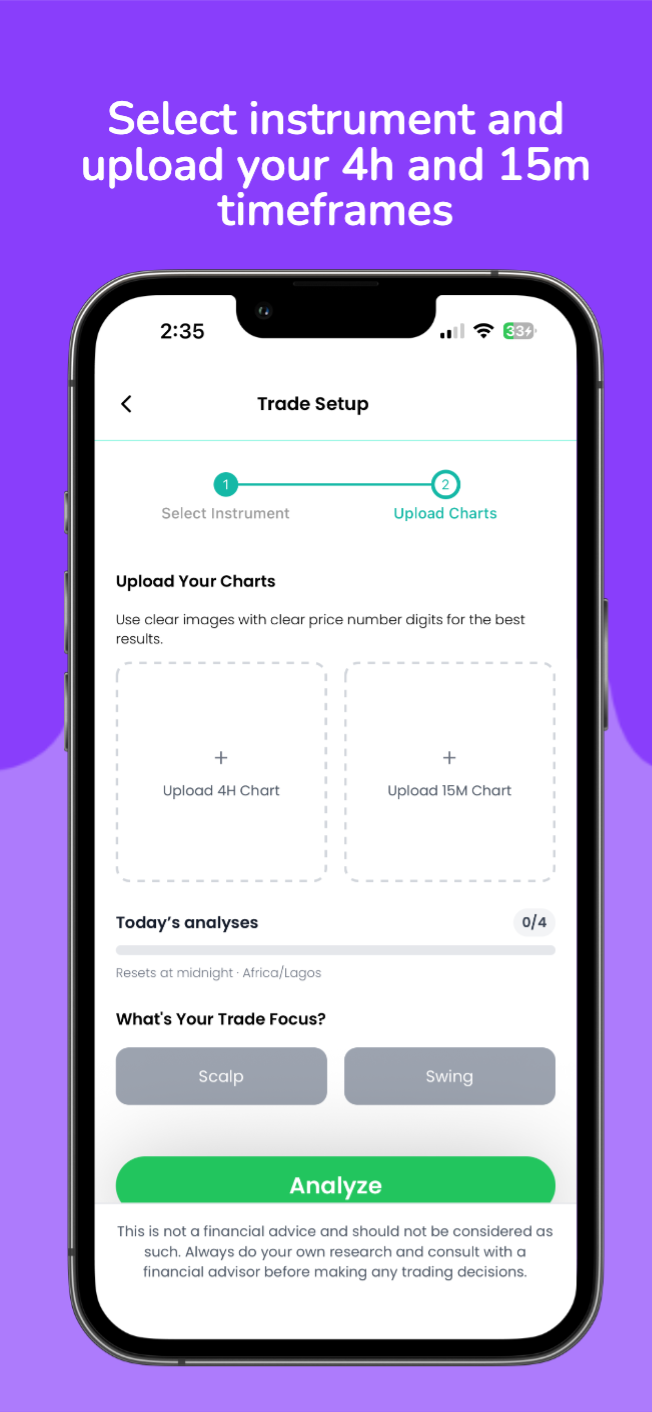 Select instrument and
upload your 4h and 15m
timeframes
2:35
33
Trade Setup
1
2
Select Instrument
Upload Charts
Upload Your Charts
Use clear images with clear price number digits for the best
results.
+
+
Upload 4H Chart
Upload 15M Chart
Today's analyses
0/4
Resets at midnight · Africa/Lagos
What's Your Trade Focus?
Scalp
Swing
Analyze
This is not a financial advice and should not be considered as
such. Always do your own research and consult with a
financial advisor before making any trading decisions.